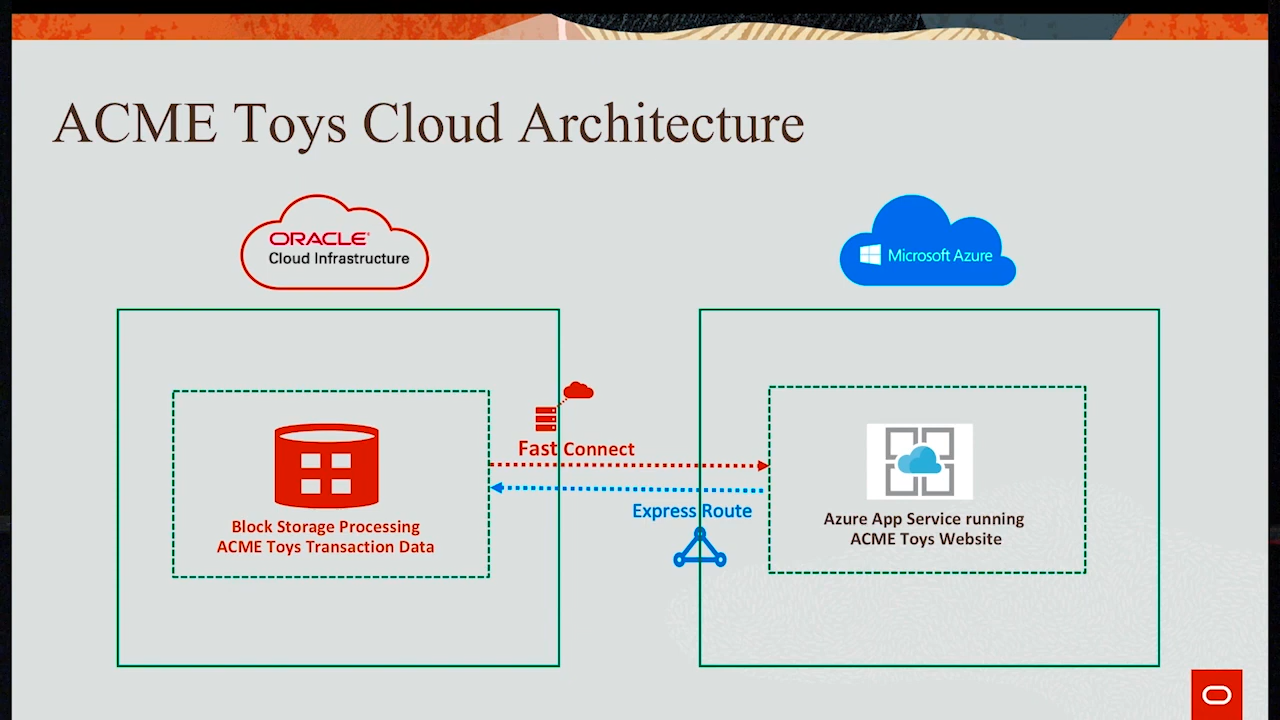 ACME Toys Cloud Architecture
ORACLE
Cloud Infrastructure
Microsoft Azure
Fast Connect
Express Route
Block Storage Processing
ACME Toys Transaction Data
Azure App Service running
ACME Toys Website